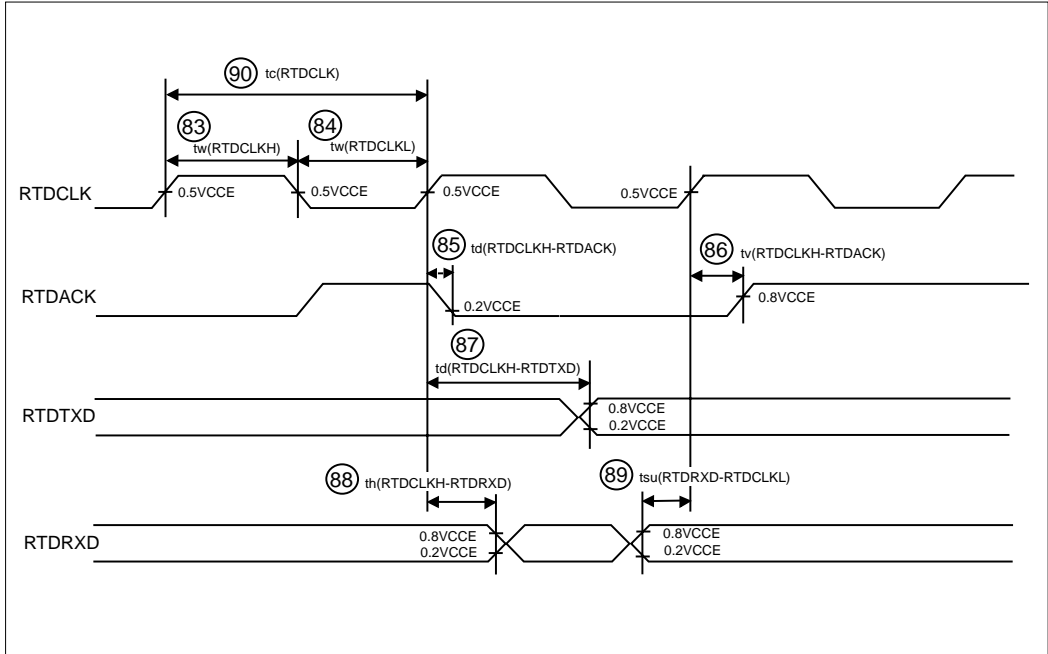 90 tc(RTDCLK)
83 84
tw(RTDCLKH) tw(RTDCLKL)
RTDCLK 0.5VCCE 0.5VCCE 0.5VCCE 0.5VCCE
85 td(RTDCLKH-RTDACK) 86 tv(RTDCLKH-RTDACK)
RTDACK 0.2VCCE 0.8VCCE
87
td(RTDCLKH-RTDTXD)
RTDTXD 0.8VCCE
0.2VCCE
88 th(RTDCLKH-RTDRXD) 89 tsu(RTDRXD-RTDCLKL)
RTDRXD 0.8VCCE 0.8VCCE
0.2VCCE 0.2VCCE